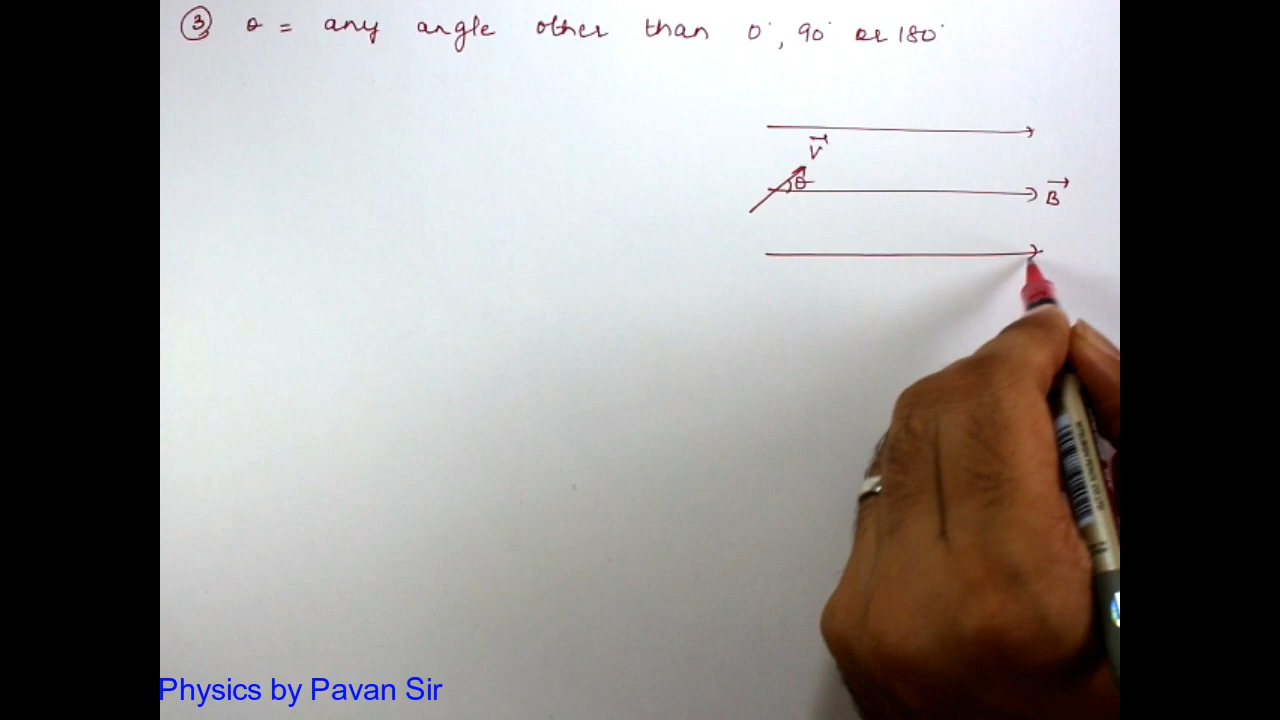 ③ θ = any angle other than 0°, 90° or 180°
V⃗
θ
B⃗
Physics by Pavan Sir